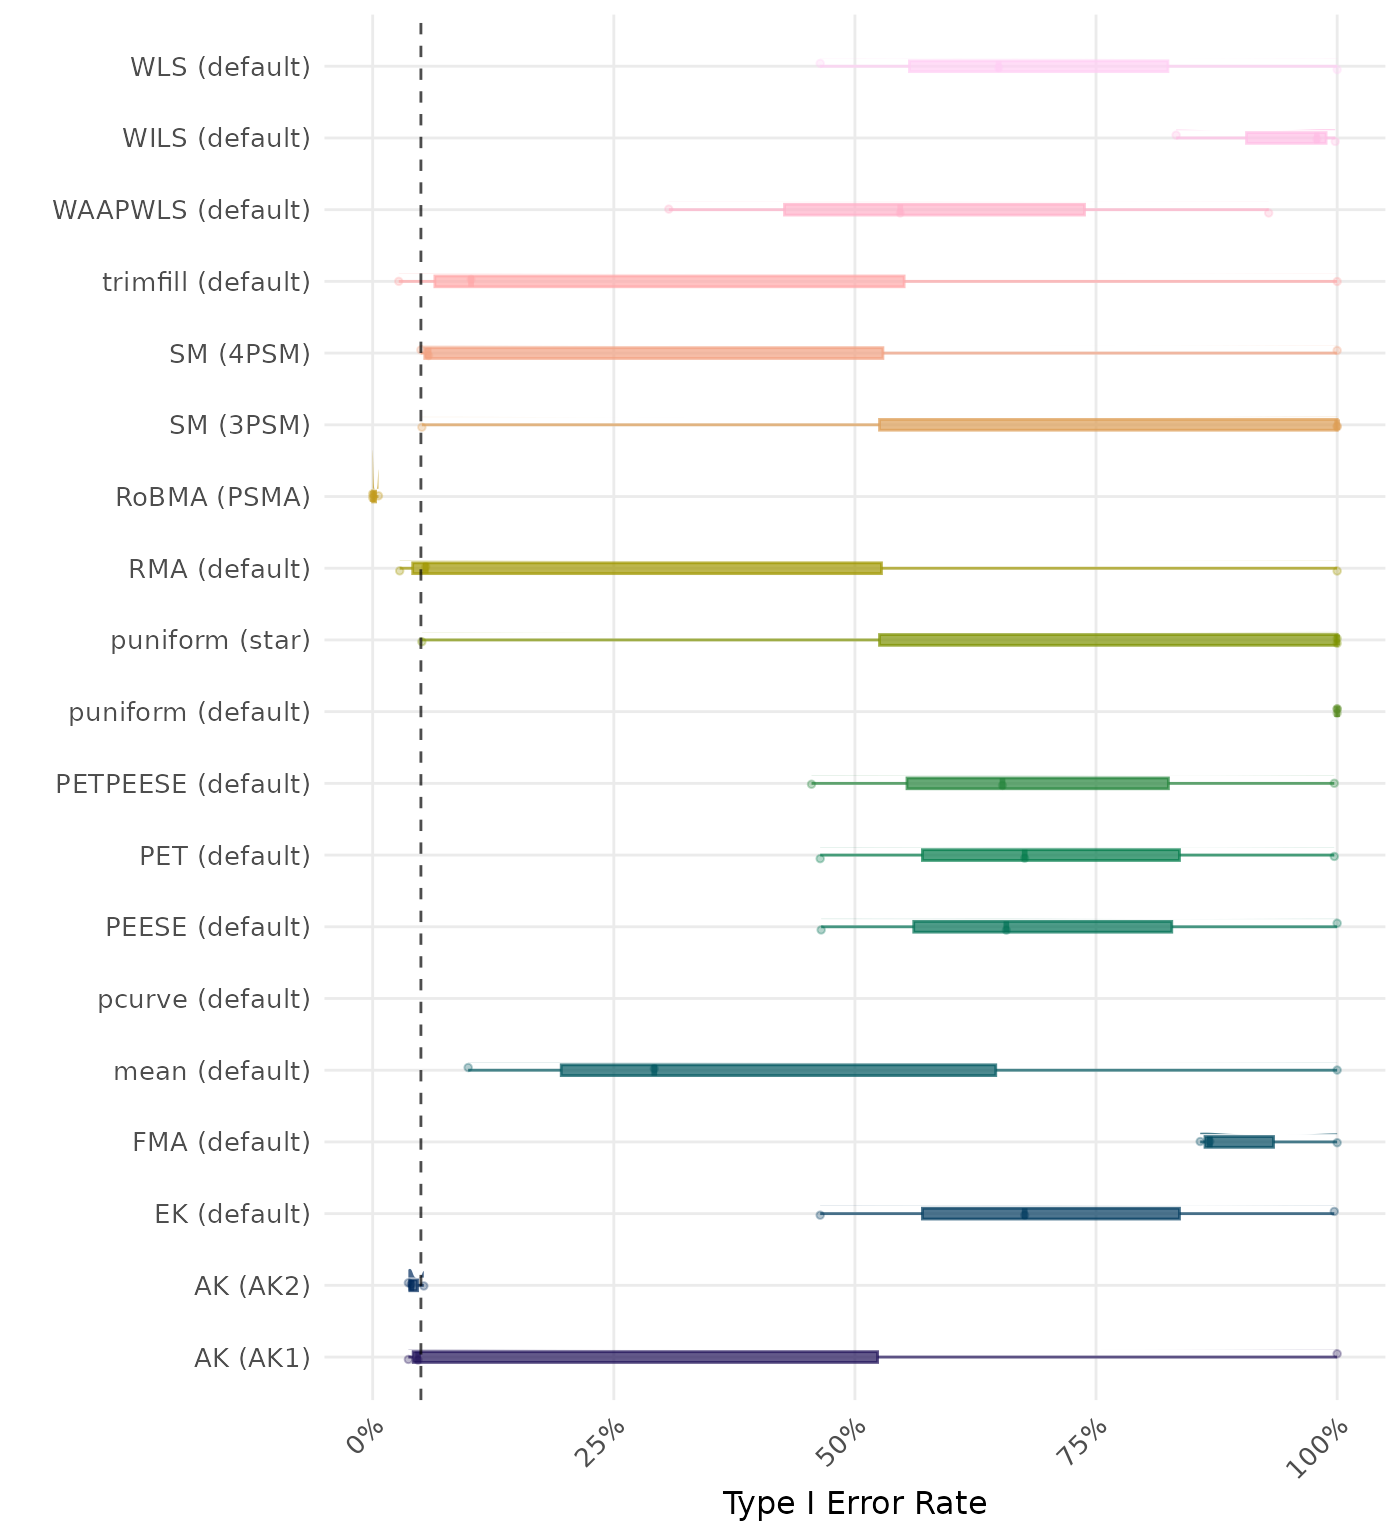 WLS (default)
WILS (default)
WAAPWLS (default)
trimfill (default)
SM (4PSM)
SM (3PSM)
RoBMA (PSMA)
RMA (default)
puniform (star)
puniform (default)
PETPEESE (default)
PET (default)
PEESE (default)
pcurve (default)
mean (default)
FMA (default)
EK (default)
AK (AK2)
AK (AK1)
0% 25% 50% 75% 100%
Type I Error Rate